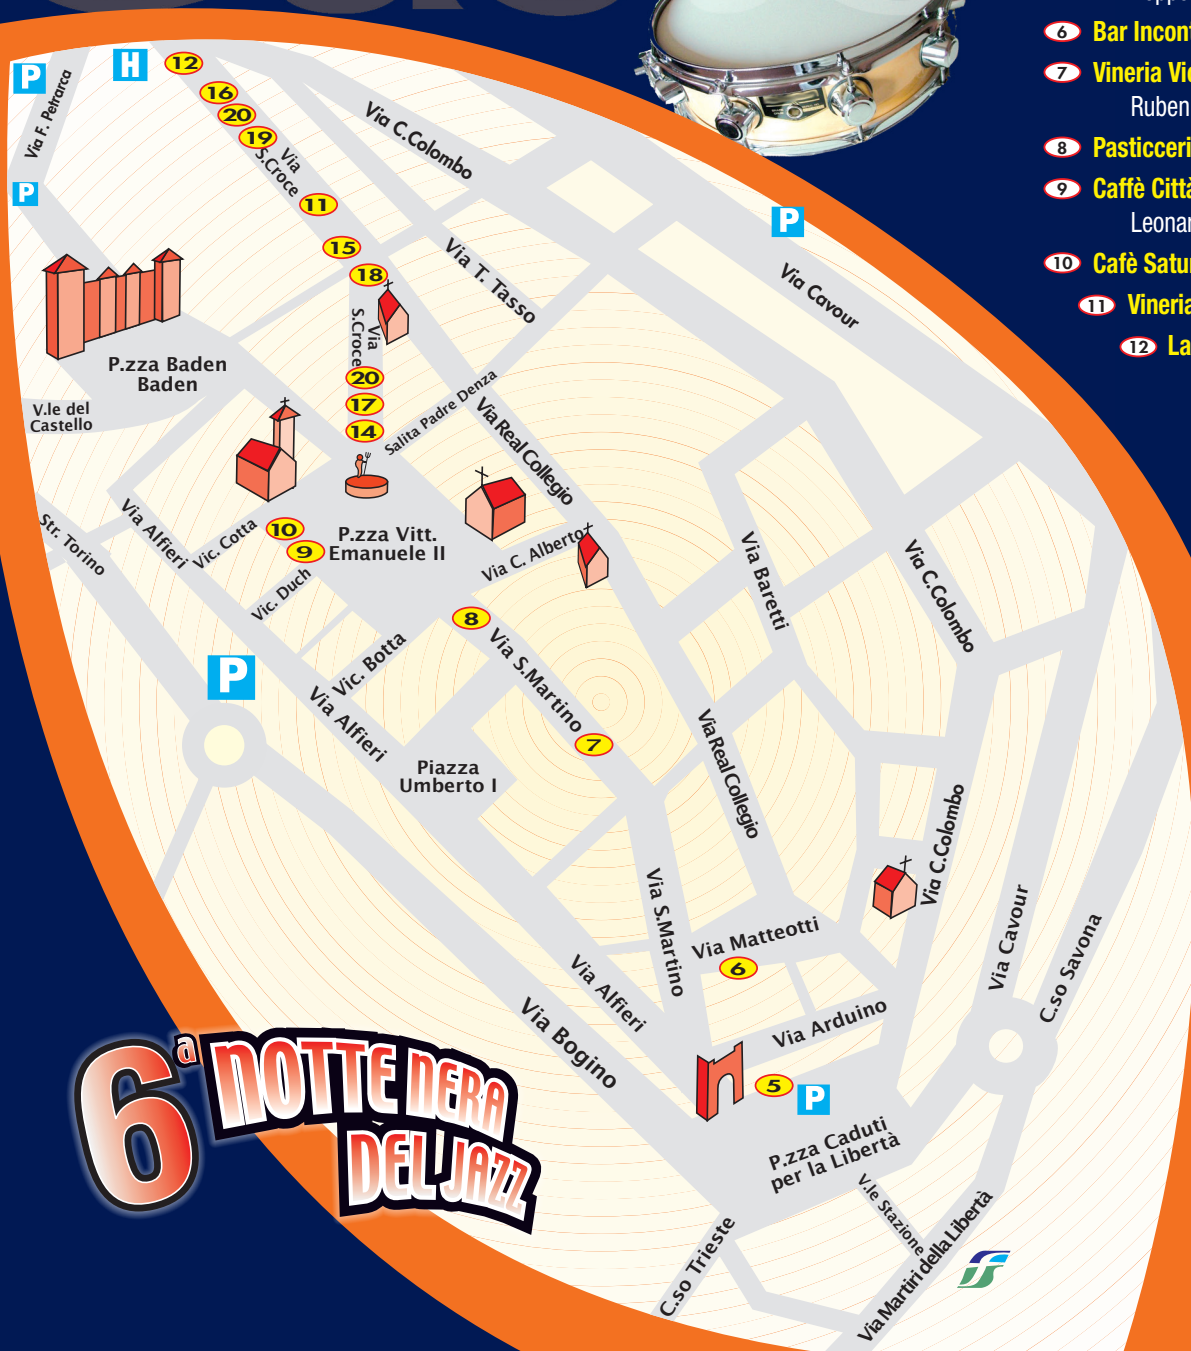 6 Bar Incont
7 Vineria Vi
Ruben
8 Pasticceri
9 Caffè Città
Leonar
10 Cafè Satur
11 Vineria
12 La
P
H
12
16
20
19
Via F. Petrarca
Via
S.Croce
Via C.Colombo
P
11
15
18
P
Via T. Tasso
Via Cavour
Via
S.Croce
P.zza Baden
Baden
20
17
14
Salita Padre Denza
V.le del
Castello
Via Real Collegio
Str. Torino
Via Alfieri
Vic. Cotta
10
9
P.zza Vitt.
Emanuele II
Via C. Alberto
Via Baretti
Via C.Colombo
Vic. Duch
8
Via S.Martino
Vic. Botta
P
Via Alfieri
7
Piazza
Umberto I
Via Real Collegio
Via C.Colombo
Via S.Martino
Via Matteotti
6
Via Cavour
C.so Savona
Via Alfieri
Via Bogino
Via Arduino
5
P
P.zza Caduti
per la Libertà
V.le Stazione
Via Martiri della Libertà
C.so Trieste
6a NOTTE NERA
DEL JAZZ